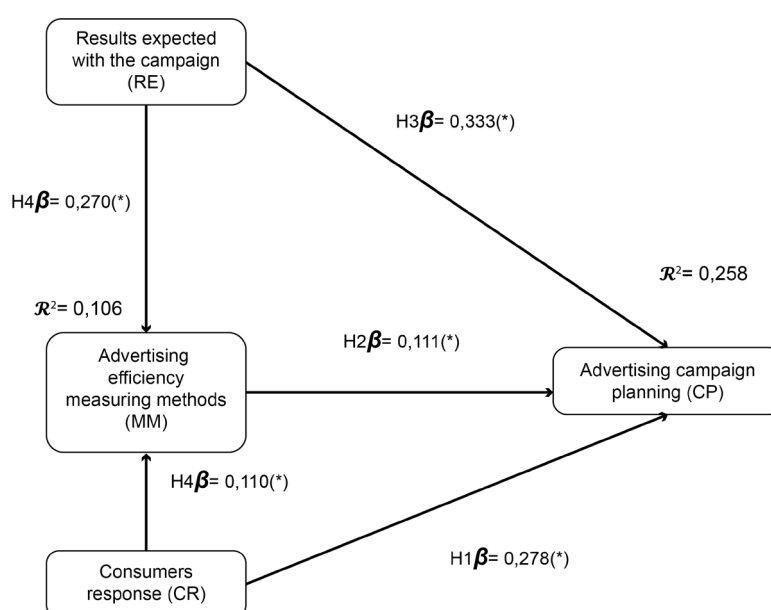 Results expected
with the campaign
(RE)
H3β= 0,333(*)
H4β= 0,270(*)
ℛ²= 0,258
ℛ²= 0,106
H2β= 0,111(*)
Advertising
efficiency
measuring methods
(MM)
Advertising campaign
planning (CP)
H4β= 0,110(*)
H1β= 0,278(*)
Consumers
response (CR)